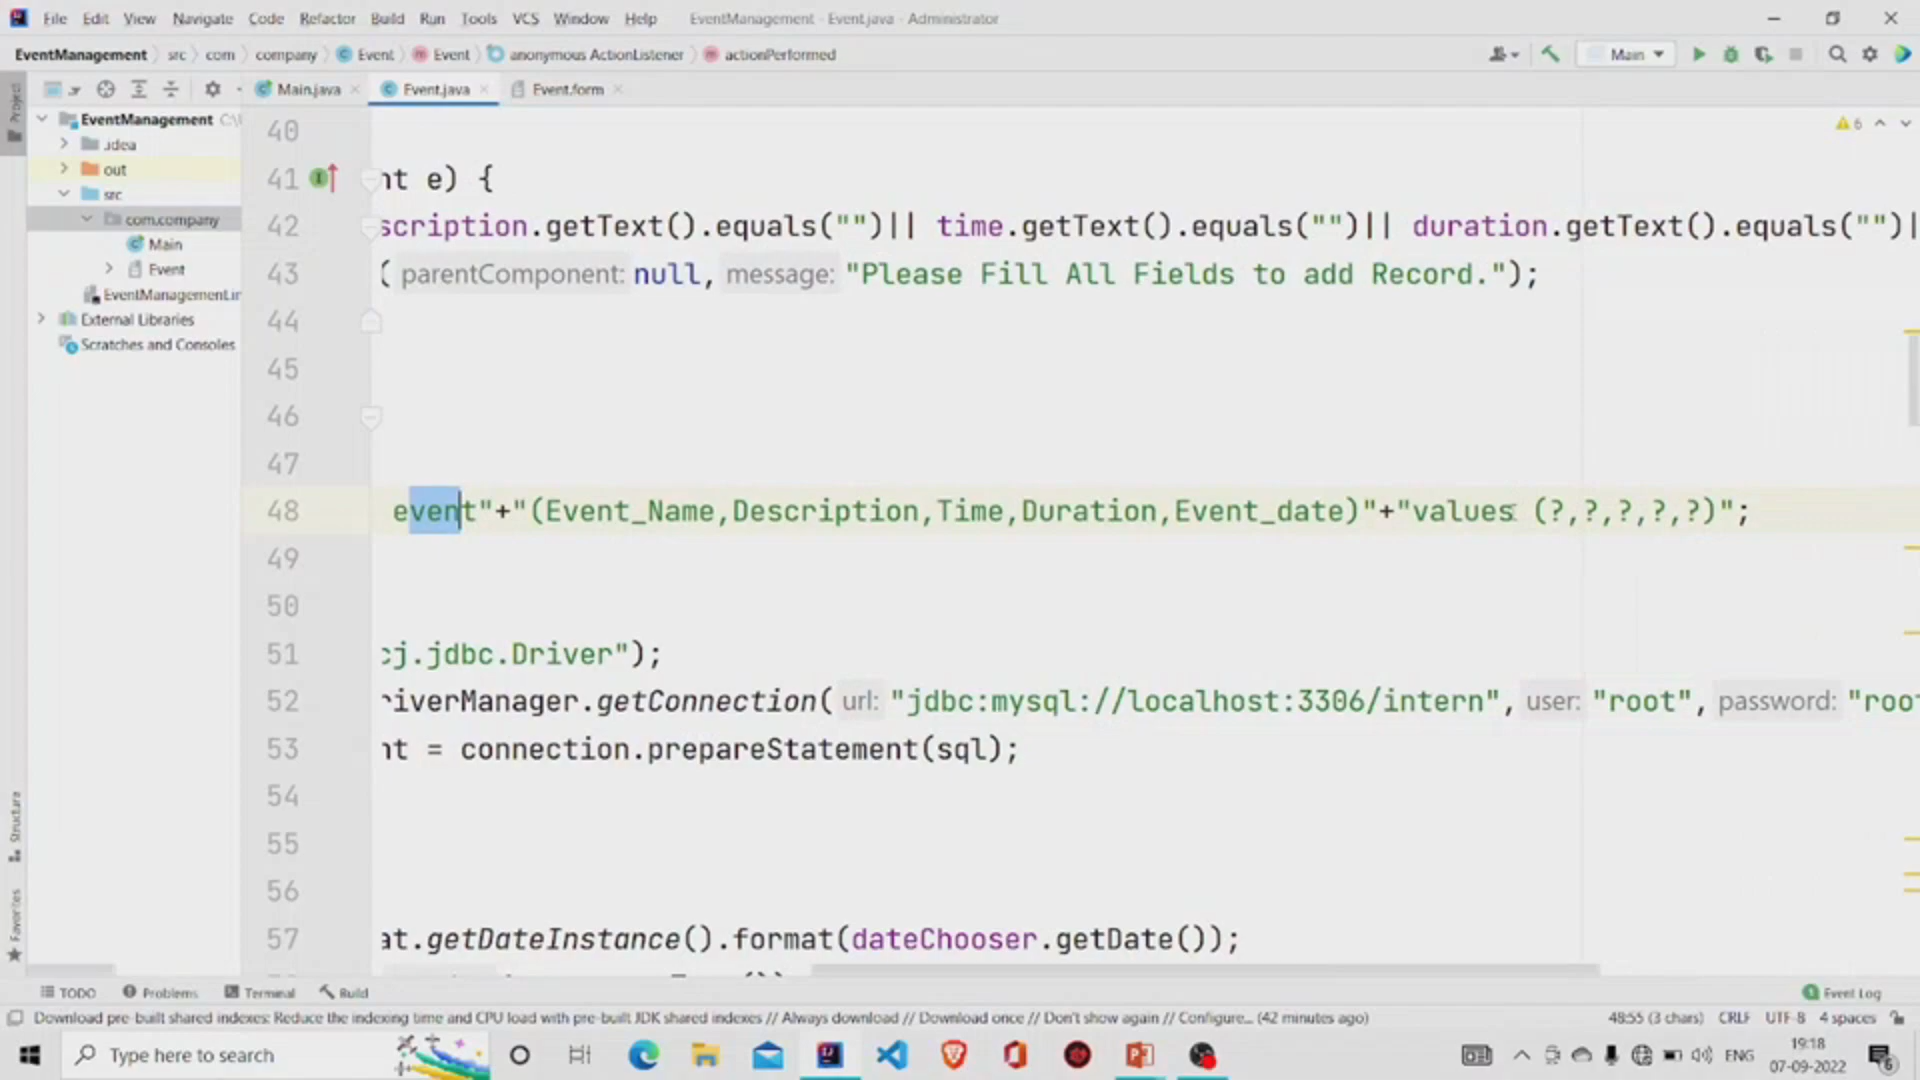 File Edit View Navigate Code Refactor Build Run Tools VCS Window Help EventManagement - Event.java - Administrator
EventManagement src com company Event Event anonymous ActionListener actionPerformed Main
Project
Main.java Event.java Event.form
EventManagement
.idea
out
src
com.company
Main
Event
External Libraries
Scratches and Consoles
6
40
41 nt e) {
42 scription.getText().equals("")|| time.getText().equals("")|| duration.getText().equals("")|
43 ( parentComponent: null, message: "Please Fill All Fields to add Record.");
44
45
46
47
48 event"+"(Event_Name,Description,Time,Duration,Event_date)"+"values (?,?,?,?,?)";
49
50
51 cj.jdbc.Driver");
52 riverManager.getConnection( url: "jdbc:mysql://localhost:3306/intern", user: "root", password: "roo
53 nt = connection.prepareStatement(sql);
54
55
56
57 at.getDateInstance().format(dateChooser.getDate());
Structure
Favorites
TODO Problems Terminal Build Event Log
Download pre-built shared indexes: Reduce the indexing time and CPU load with pre-built JDK shared indexes // Always download // Download once // Don't show again // Configure... (42 minutes ago) 48:55 (3 chars) CRLF UTF-8 4 spaces
Type here to search ENG
19:18
07-09-2022
6